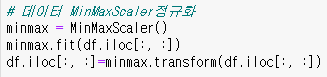 # 데이터 MinMaxScaler정규화
minmax = MinMaxScaler()
minmax.fit(df.iloc[:, :])
df.iloc[:, :]=minmax.transform(df.iloc[:, :])